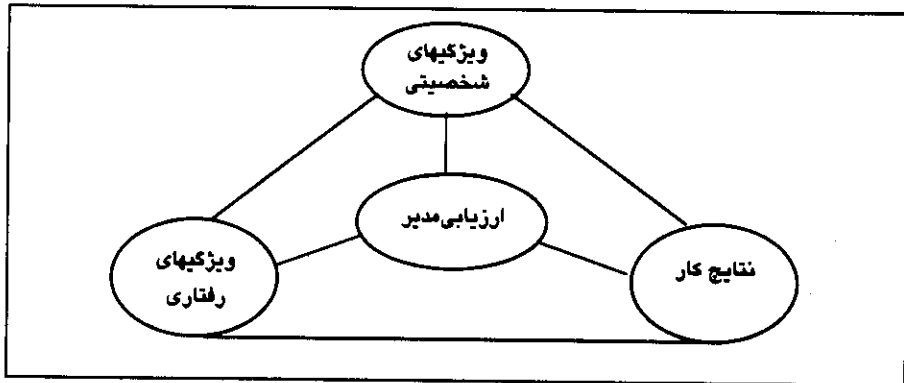 ویژگیهای
شخصیتی
ارزیابی مدیر
ویژگیهای
رفتاری
نتایج کار